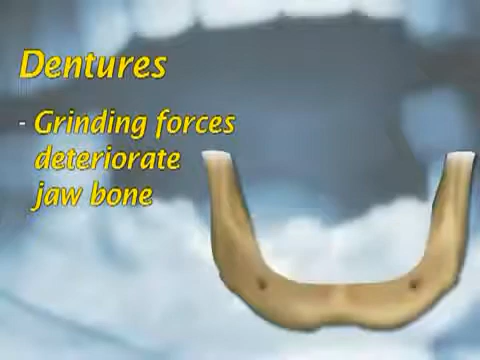 Dentures
- Grinding forces
deteriorate
jaw bone